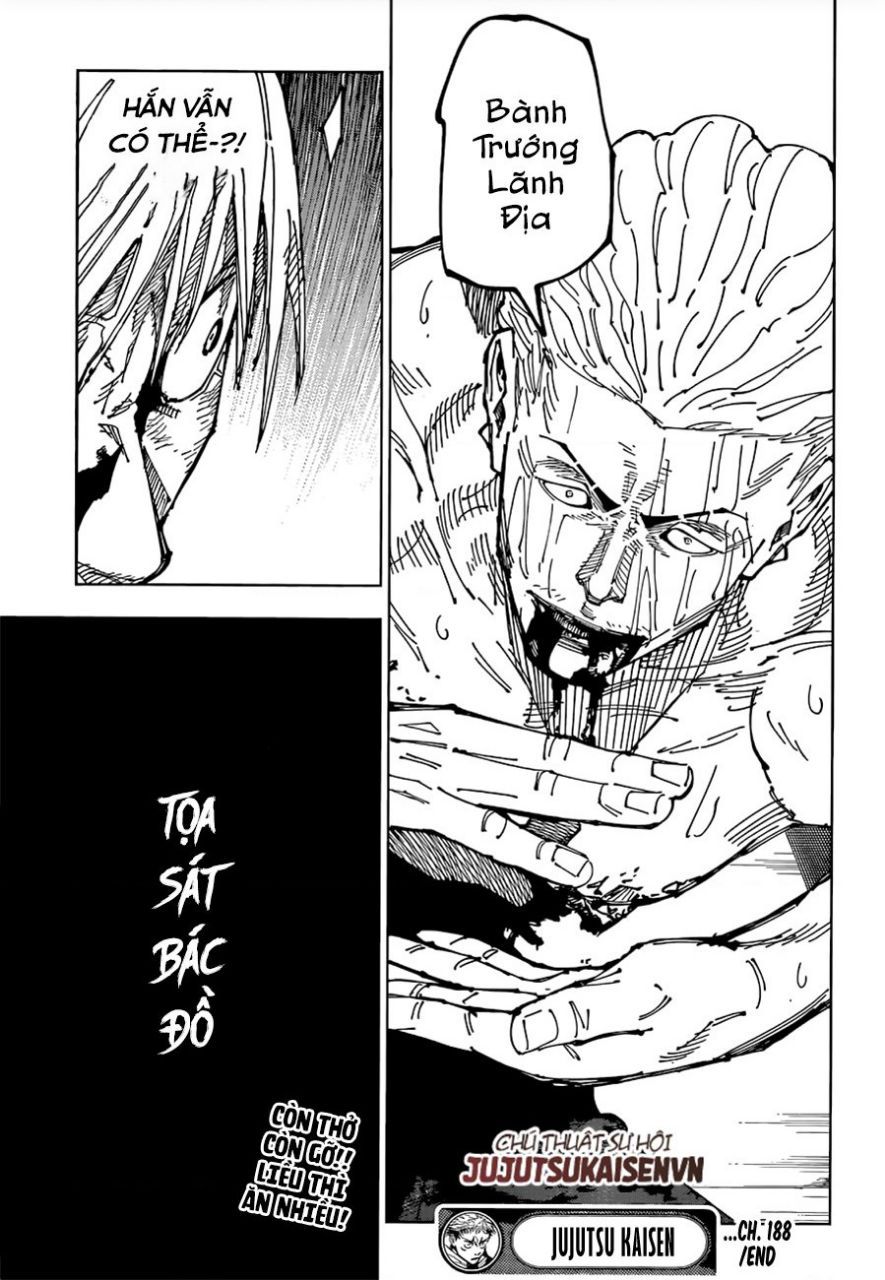 Bành
Trướng
Lãnh
Địa
HẮN VẪN
CÓ THỂ-?!
TỌA
SÁT
BÁC
ĐỒ
CÒN THỞ
CÒN GỠ!!
LIỀU THÌ
ĂN NHIỀU!
CHÚ THUẬT SƯ HỘI
JUJUTSUKAISENVN
JUJUTSU KAISEN
...CH. 188
/END